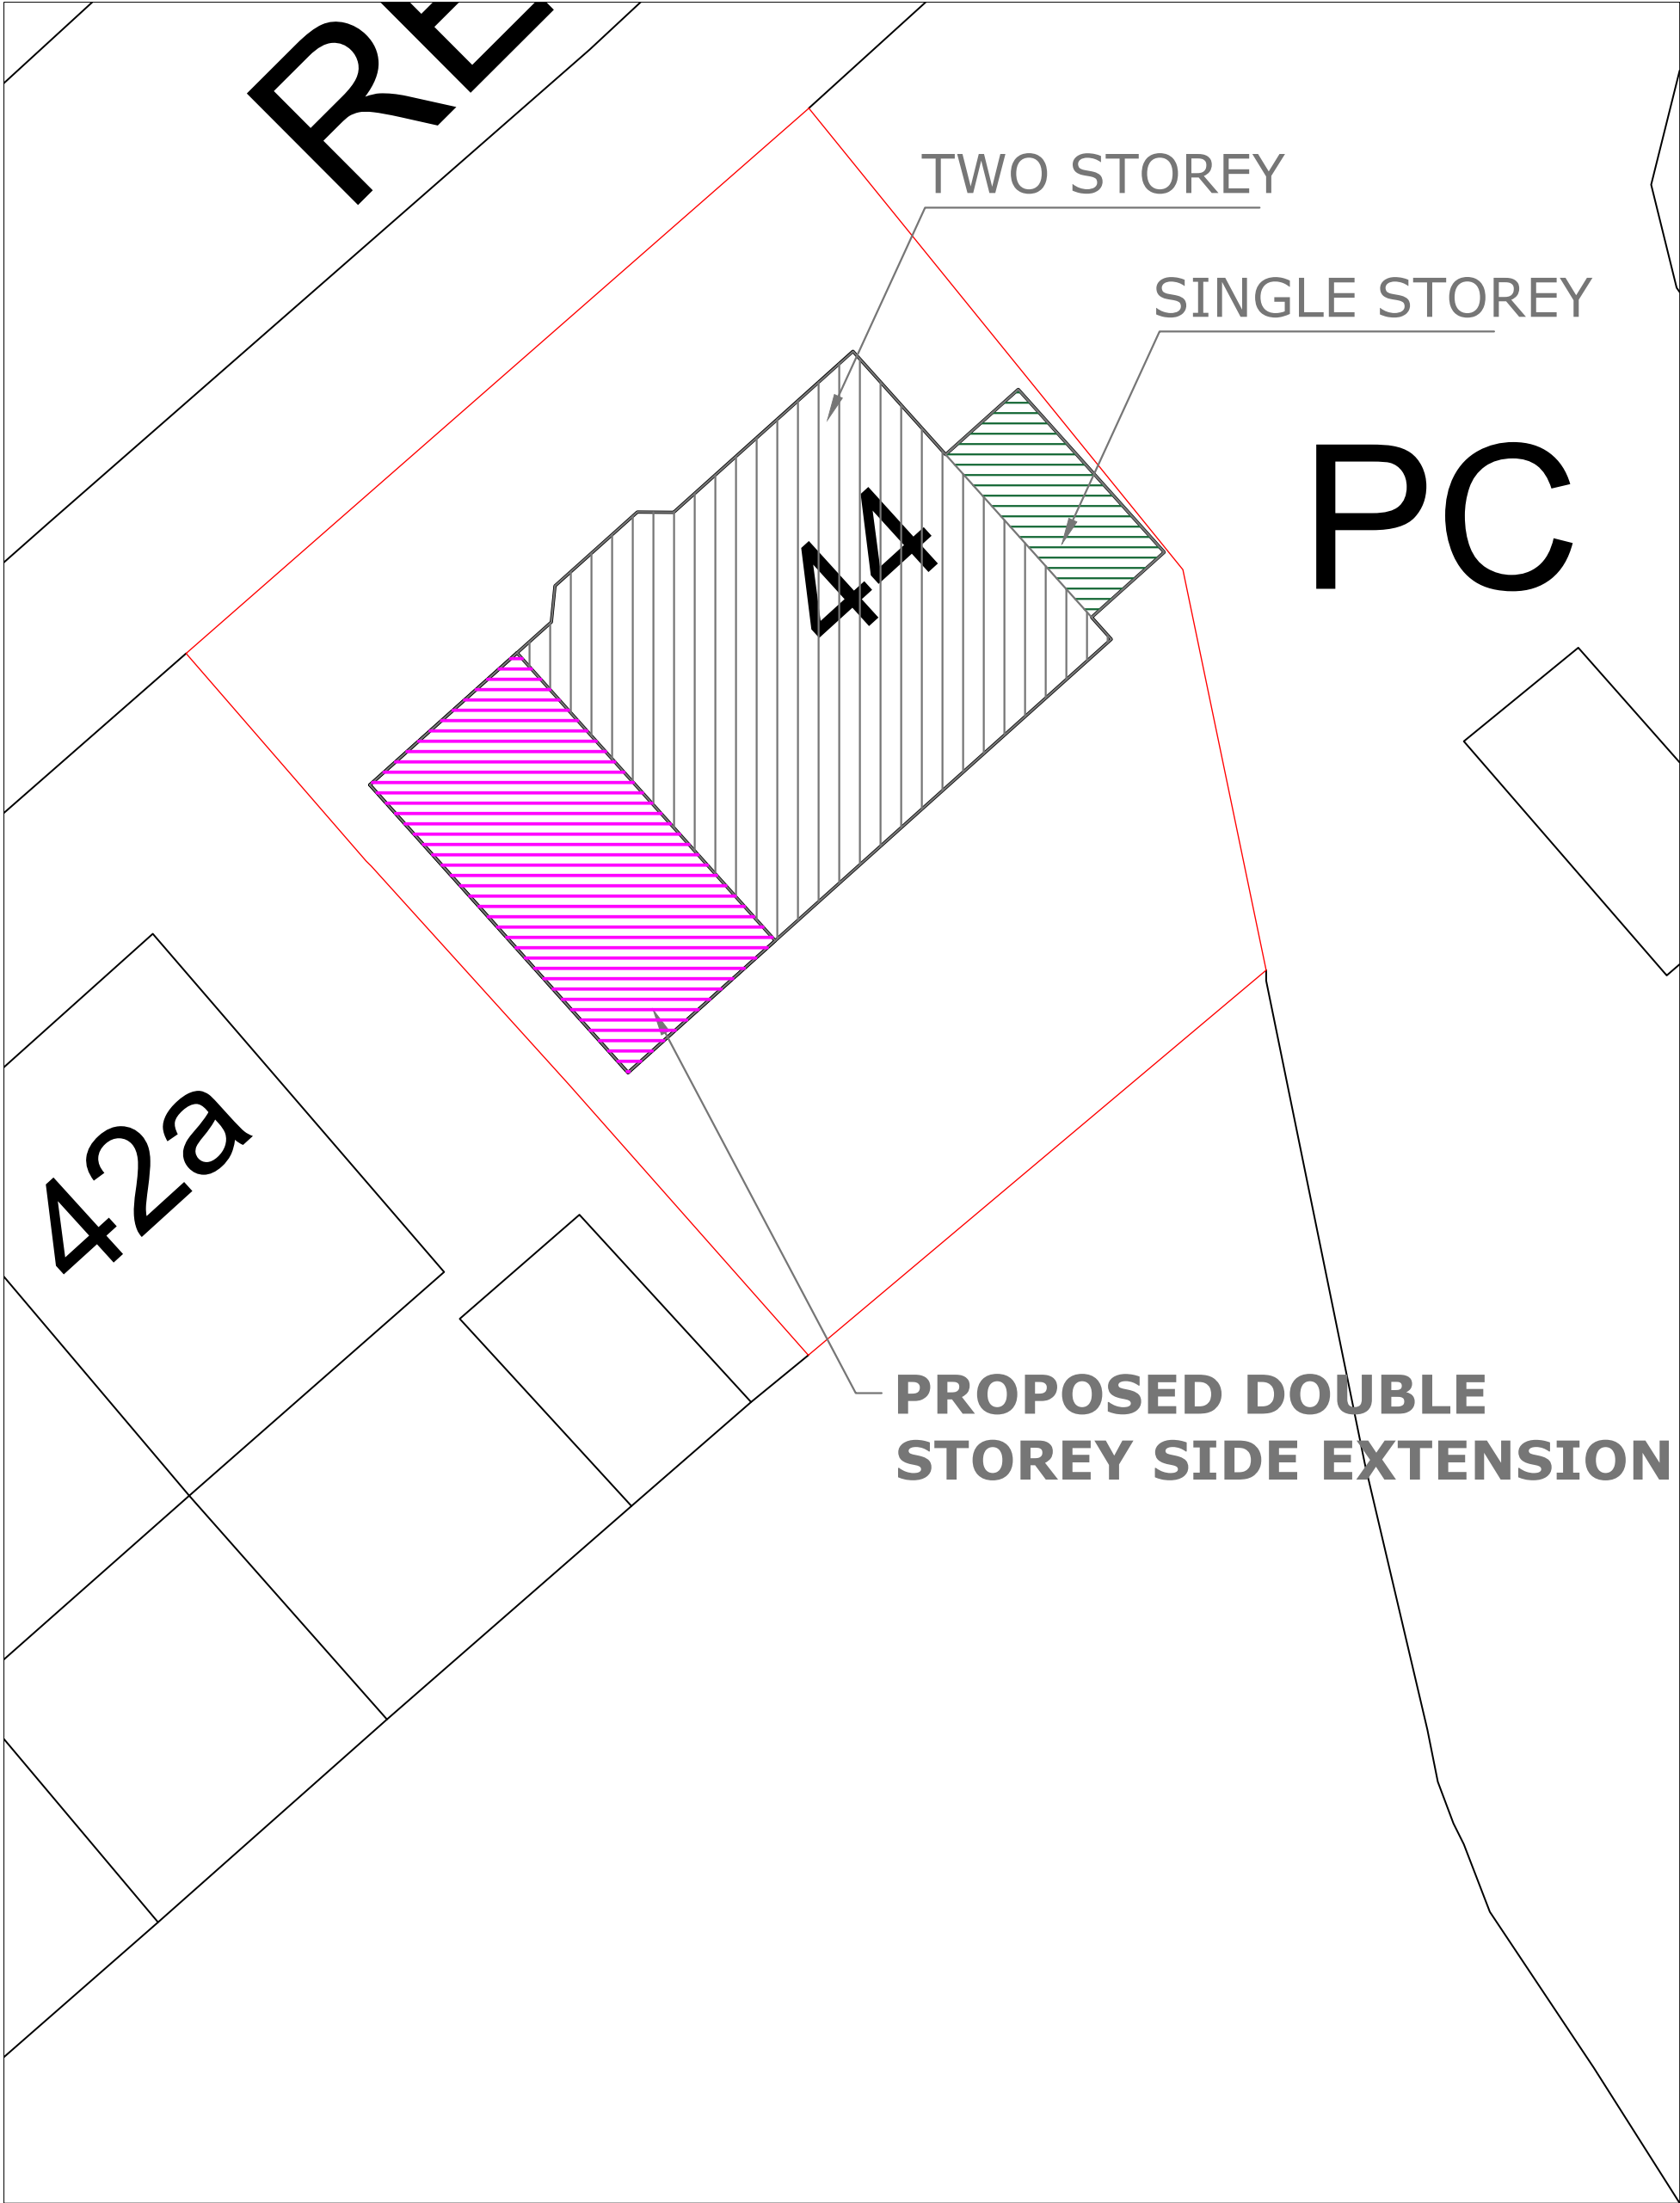 RE
TWO STOREY
SINGLE STOREY
PC
44
42a
PROPOSED DOUBLE
STOREY SIDE EXTENSION